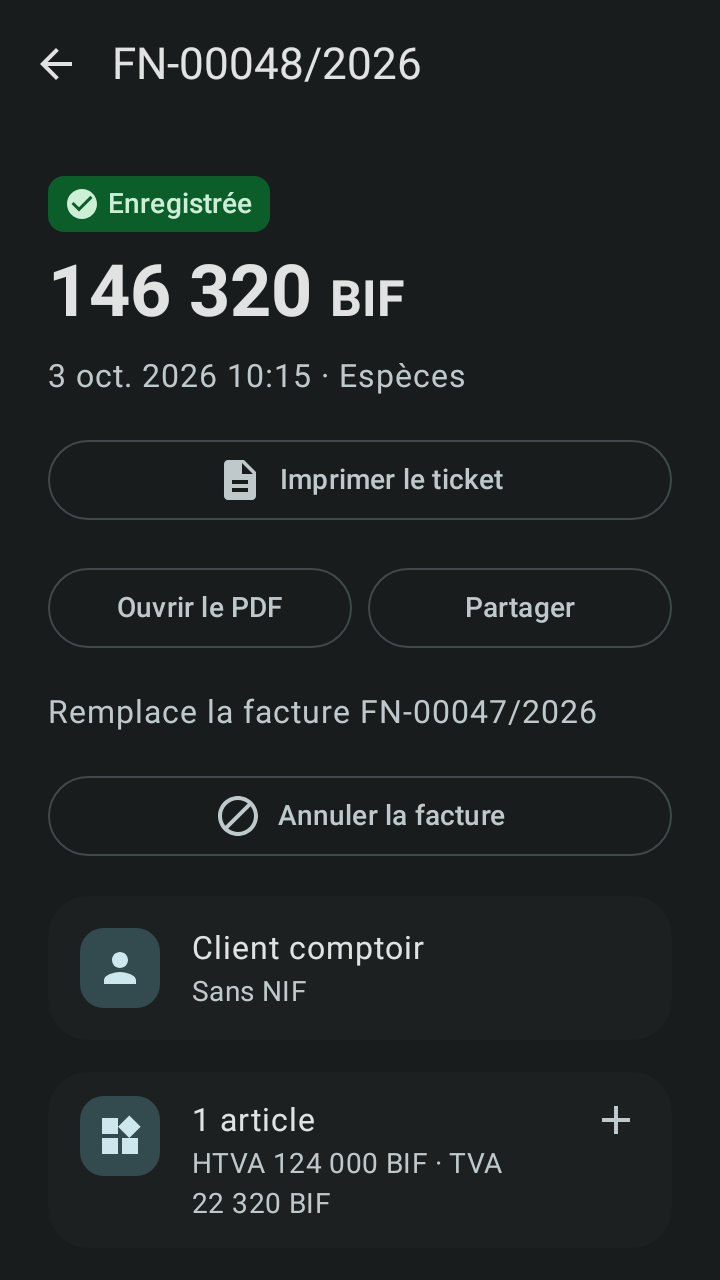 FN-00048/2026
Enregistrée
146 320 BIF
3 oct. 2026 10:15 · Espèces
Imprimer le ticket
Ouvrir le PDF
Partager
Remplace la facture FN-00047/2026
Annuler la facture
Client comptoir
Sans NIF
1 article
HTVA 124 000 BIF · TVA
22 320 BIF